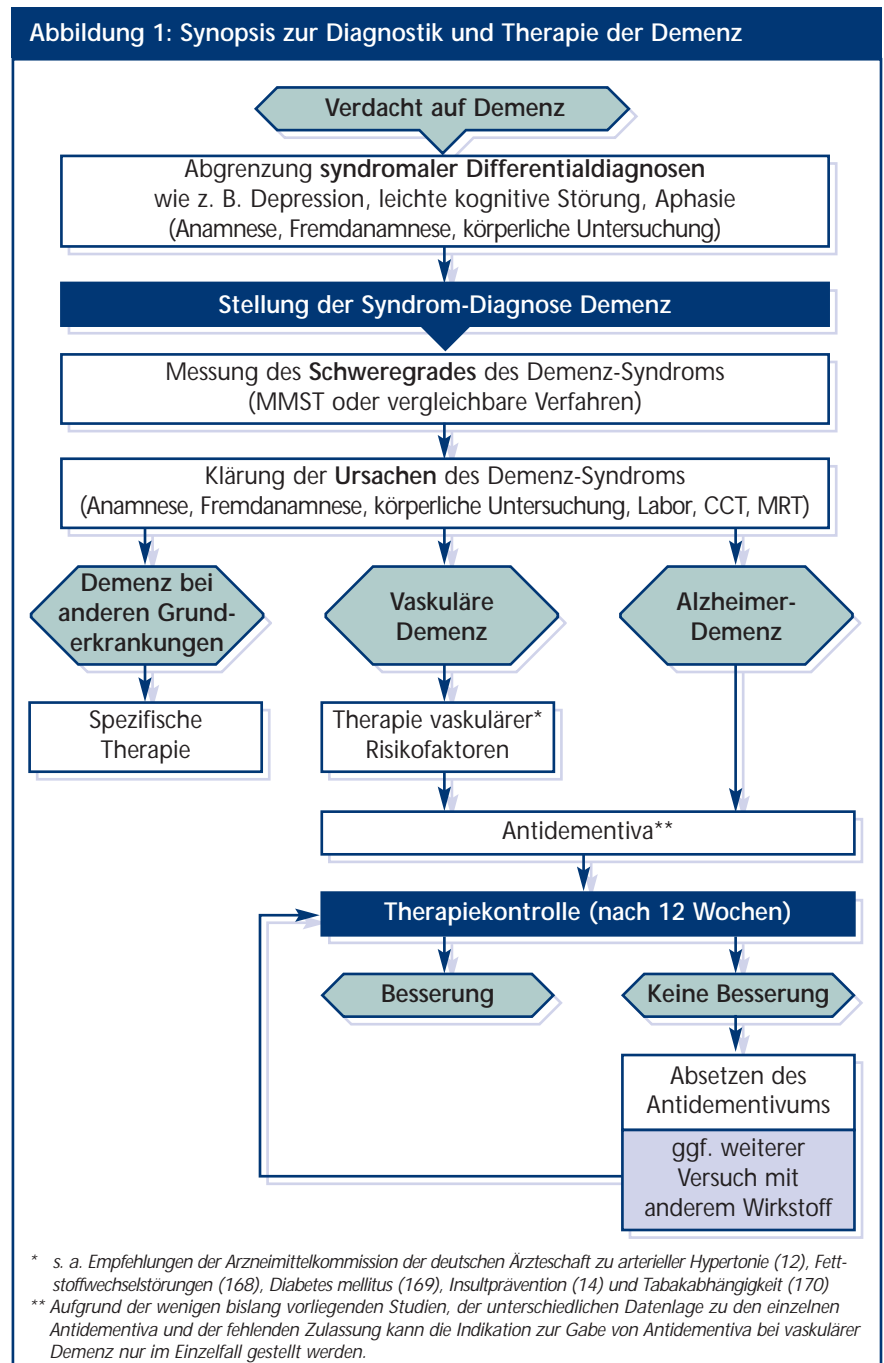 Abbildung 1: Synopsis zur Diagnostik und Therapie der Demenz
Verdacht auf Demenz
Abgrenzung syndromaler Differentialdiagnosen
wie z. B. Depression, leichte kognitive Störung, Aphasie
(Anamnese, Fremdanamnese, körperliche Untersuchung)
Stellung der Syndrom-Diagnose Demenz
Messung des Schweregrades des Demenz-Syndroms
(MMST oder vergleichbare Verfahren)
Klärung der Ursachen des Demenz-Syndroms
(Anamnese, Fremdanamnese, körperliche Untersuchung, Labor, CCT, MRT)
Demenz bei
anderen Grund-
erkrankungen
Vaskuläre
Demenz
Alzheimer-
Demenz
Spezifische
Therapie
Therapie vaskulärer*
Risikofaktoren
Antidementiva**
Therapiekontrolle (nach 12 Wochen)
Besserung
Keine Besserung
Absetzen des
Antidementivums
ggf. weiterer
Versuch mit
anderem Wirkstoff
* s. a. Empfehlungen der Arzneimittelkommission der deutschen Ärzteschaft zu arterieller Hypertonie (12), Fett-
stoffwechselstörungen (168), Diabetes mellitus (169), Insultprävention (14) und Tabakabhängigkeit (170)
** Aufgrund der wenigen bislang vorliegenden Studien, der unterschiedlichen Datenlage zu den einzelnen
Antidementiva und der fehlenden Zulassung kann die Indikation zur Gabe von Antidementiva bei vaskulärer
Demenz nur im Einzelfall gestellt werden.